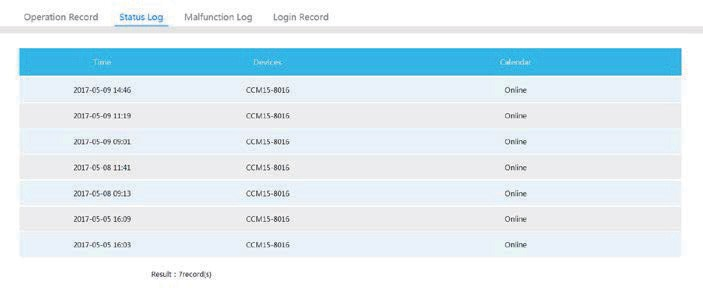 Operation Record Status Log Malfunction Log Login Record
Time Devices Calendar
2017-05-09 14:46 CCM15-8016 Online
2017-05-09 11:19 CCM15-8016 Online
2017-05-09 09:01 CCM15-8016 Online
2017-05-08 11:41 CCM15-8016 Online
2017-05-08 09:13 CCM15-8016 Online
2017-05-05 16:09 CCM15-8016 Online
2017-05-05 16:03 CCM15-8016 Online
Result : 7record(s)